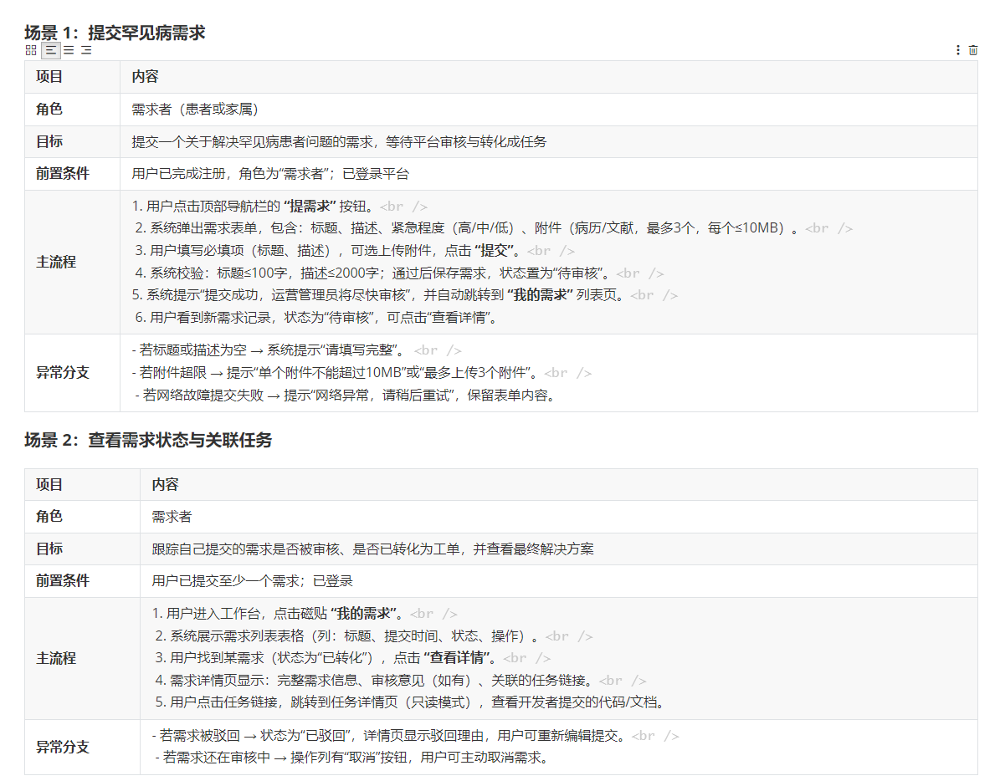 场景 1：提交罕见病需求
项目 内容
角色 需求者（患者或家属）
目标 提交一个关于解决罕见病患者问题的需求，等待平台审核与转化成任务
前置条件 用户已完成注册，角色为“需求者”；已登录平台
主流程
1. 用户点击顶部导航栏的 “提需求” 按钮。<br />
2. 系统弹出需求表单，包含：标题、描述、紧急程度（高/中/低）、附件（病历/文献，最多3个，每个≤10MB）。<br />
3. 用户填写必填项（标题、描述），可选上传附件，点击 “提交”。<br />
4. 系统校验：标题≤100字，描述≤2000字；通过后保存需求，状态置为“待审核”。<br />
5. 系统提示“提交成功，运营管理员将尽快审核”，并自动跳转到 “我的需求” 列表页。<br />
6. 用户看到新需求记录，状态为“待审核”，可点击“查看详情”。
异常分支
- 若标题或描述为空 → 系统提示“请填写完整”。 <br />
- 若附件超限 → 提示“单个附件不能超过10MB”或“最多上传3个附件”。<br />
- 若网络故障提交失败 → 提示“网络异常，请稍后重试”，保留表单内容。
场景 2：查看需求状态与关联任务
项目 内容
角色 需求者
目标 跟踪自己提交的需求是否被审核、是否已转化为工单，并查看最终解决方案
前置条件 用户已提交至少一个需求；已登录
主流程
1. 用户进入工作台，点击磁贴 “我的需求”。<br />
2. 系统展示需求列表表格（列：标题、提交时间、状态、操作）。<br />
3. 用户找到某需求（状态为“已转化”），点击 “查看详情”。<br />
4. 需求详情页显示：完整需求信息、审核意见（如有）、关联的任务链接。<br />
5. 用户点击任务链接，跳转到任务详情页（只读模式），查看开发者提交的代码/文档。
异常分支
- 若需求被驳回 → 状态为“已驳回”，详情页显示驳回理由，用户可重新编辑提交。<br />
- 若需求还在审核中 → 操作列有“取消”按钮，用户可主动取消需求。